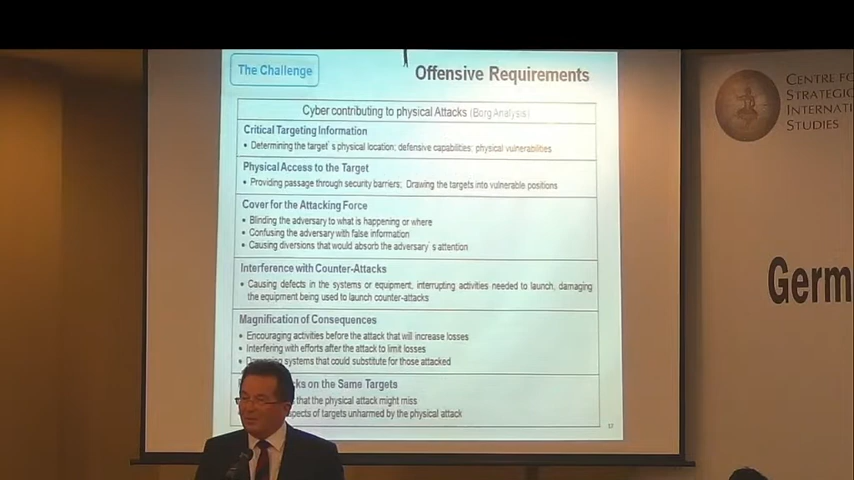 The Challenge
Offensive Requirements
Cyber contributing to physical Attacks (Borg Analysis)
Critical Targeting Information
• Determining the target´s physical location; defensive capabilities; physical vulnerabilities
Physical Access to the Target
• Providing passage through security barriers; Drawing the targets into vulnerable positions
Cover for the Attacking Force
• Blinding the adversary to what is happening or where
• Confusing the adversary with false information
• Causing diversions that would absorb the adversary´s attention
Interference with Counter-Attacks
• Causing defects in the systems or equipment, interrupting activities needed to launch, damaging
the equipment being used to launch counter-attacks
Magnification of Consequences
• Encouraging activities before the attack that will increase losses
• Interfering with efforts after the attack to limit losses
• systems that could substitute for those attacked
on the Same Targets
that the physical attack might miss
of targets unharmed by the physical attack
CENTRE
STRATEGIC
INTERNATI
STUDIES
Germ